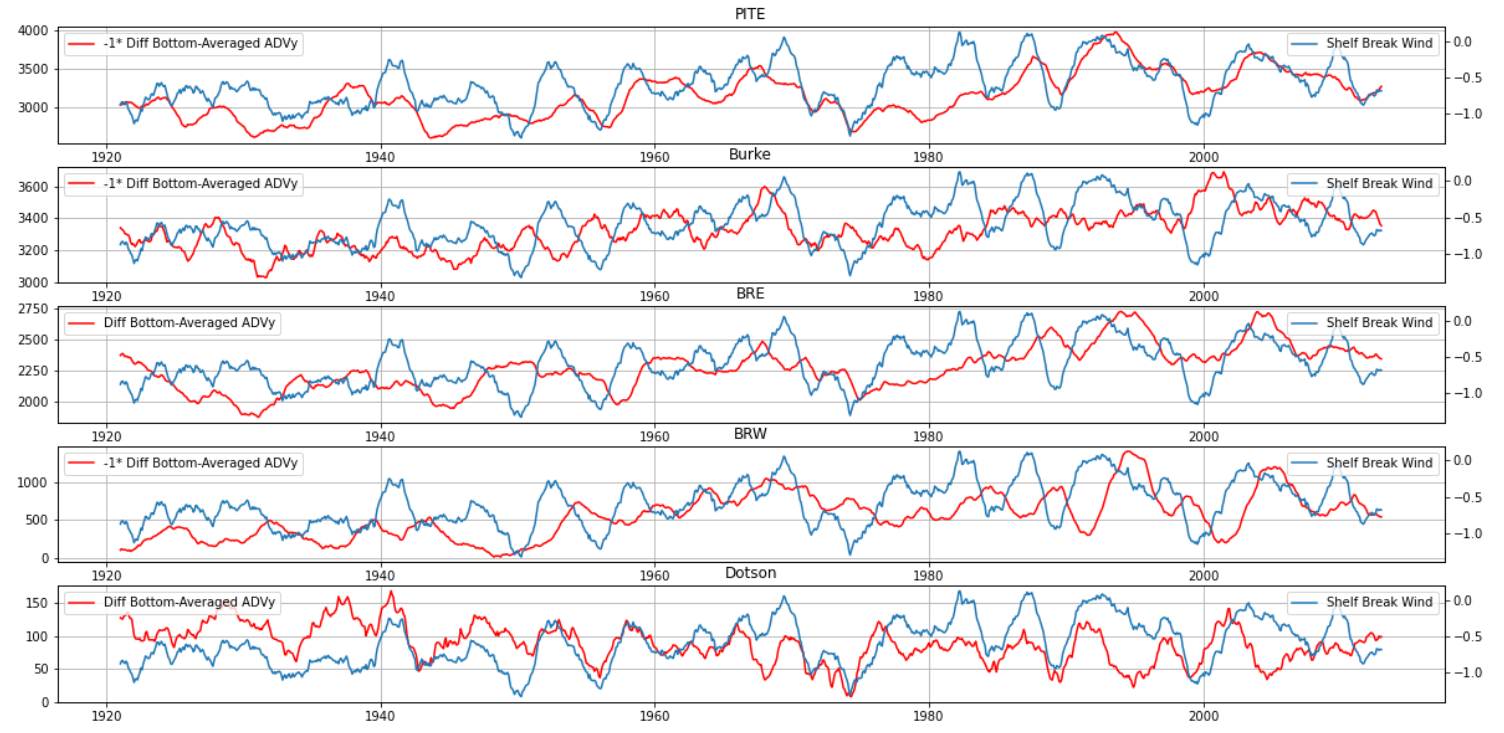 PITE
-1* Diff Bottom-Averaged ADVy
Shelf Break Wind
4000
3500
3000
0.0
−0.5
−1.0
1920 1940 1960 1980 2000
Burke
-1* Diff Bottom-Averaged ADVy
Shelf Break Wind
3600
3400
3200
3000
0.0
−0.5
−1.0
1920 1940 1960 1980 2000
BRE
Diff Bottom-Averaged ADVy
Shelf Break Wind
2750
2500
2250
2000
0.0
−0.5
−1.0
1920 1940 1960 1980 2000
BRW
-1* Diff Bottom-Averaged ADVy
Shelf Break Wind
1000
500
0
0.0
−0.5
−1.0
1920 1940 1960 1980 2000
Dotson
Diff Bottom-Averaged ADVy
Shelf Break Wind
150
100
50
0
0.0
−0.5
−1.0
1920 1940 1960 1980 2000